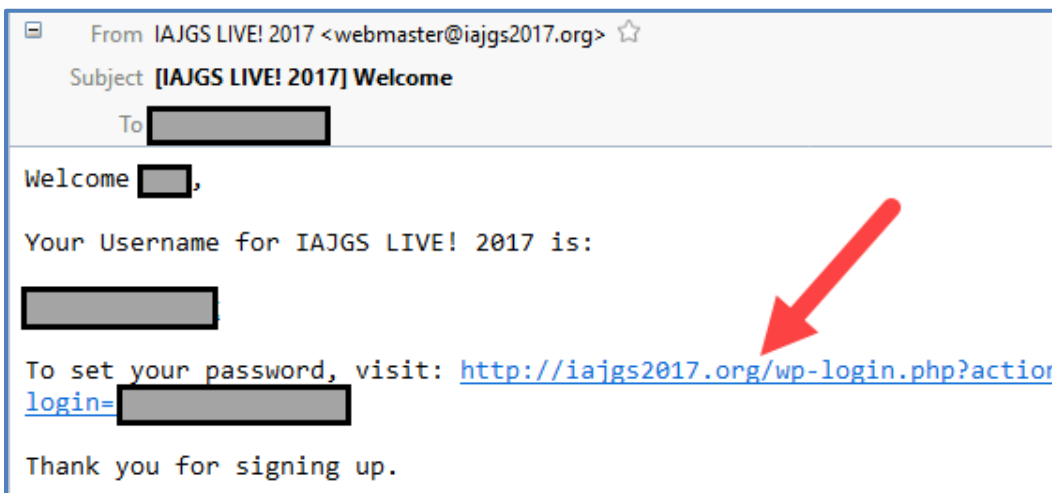 From IAJGS LIVE! 2017 <webmaster@iajgs2017.org>
Subject [IAJGS LIVE! 2017] Welcome
To
Welcome ,
Your Username for IAJGS LIVE! 2017 is:
To set your password, visit: http://iajgs2017.org/wp-login.php?action
login=
Thank you for signing up.